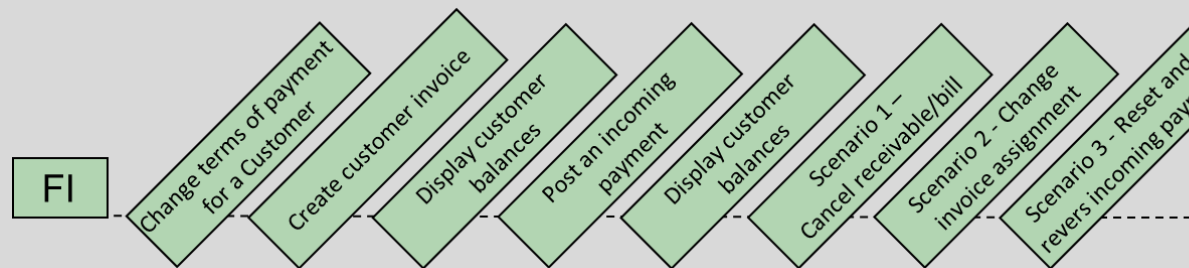 FI
Change terms of payment
for a Customer
Create customer invoice
Display customer
balances
Post an incoming
payment
Display customer
balances
Scenario 1 –
Cancel receivable/bill
Scenario 2 - Change
invoice assignment
Scenario 3 - Reset and
revers incoming